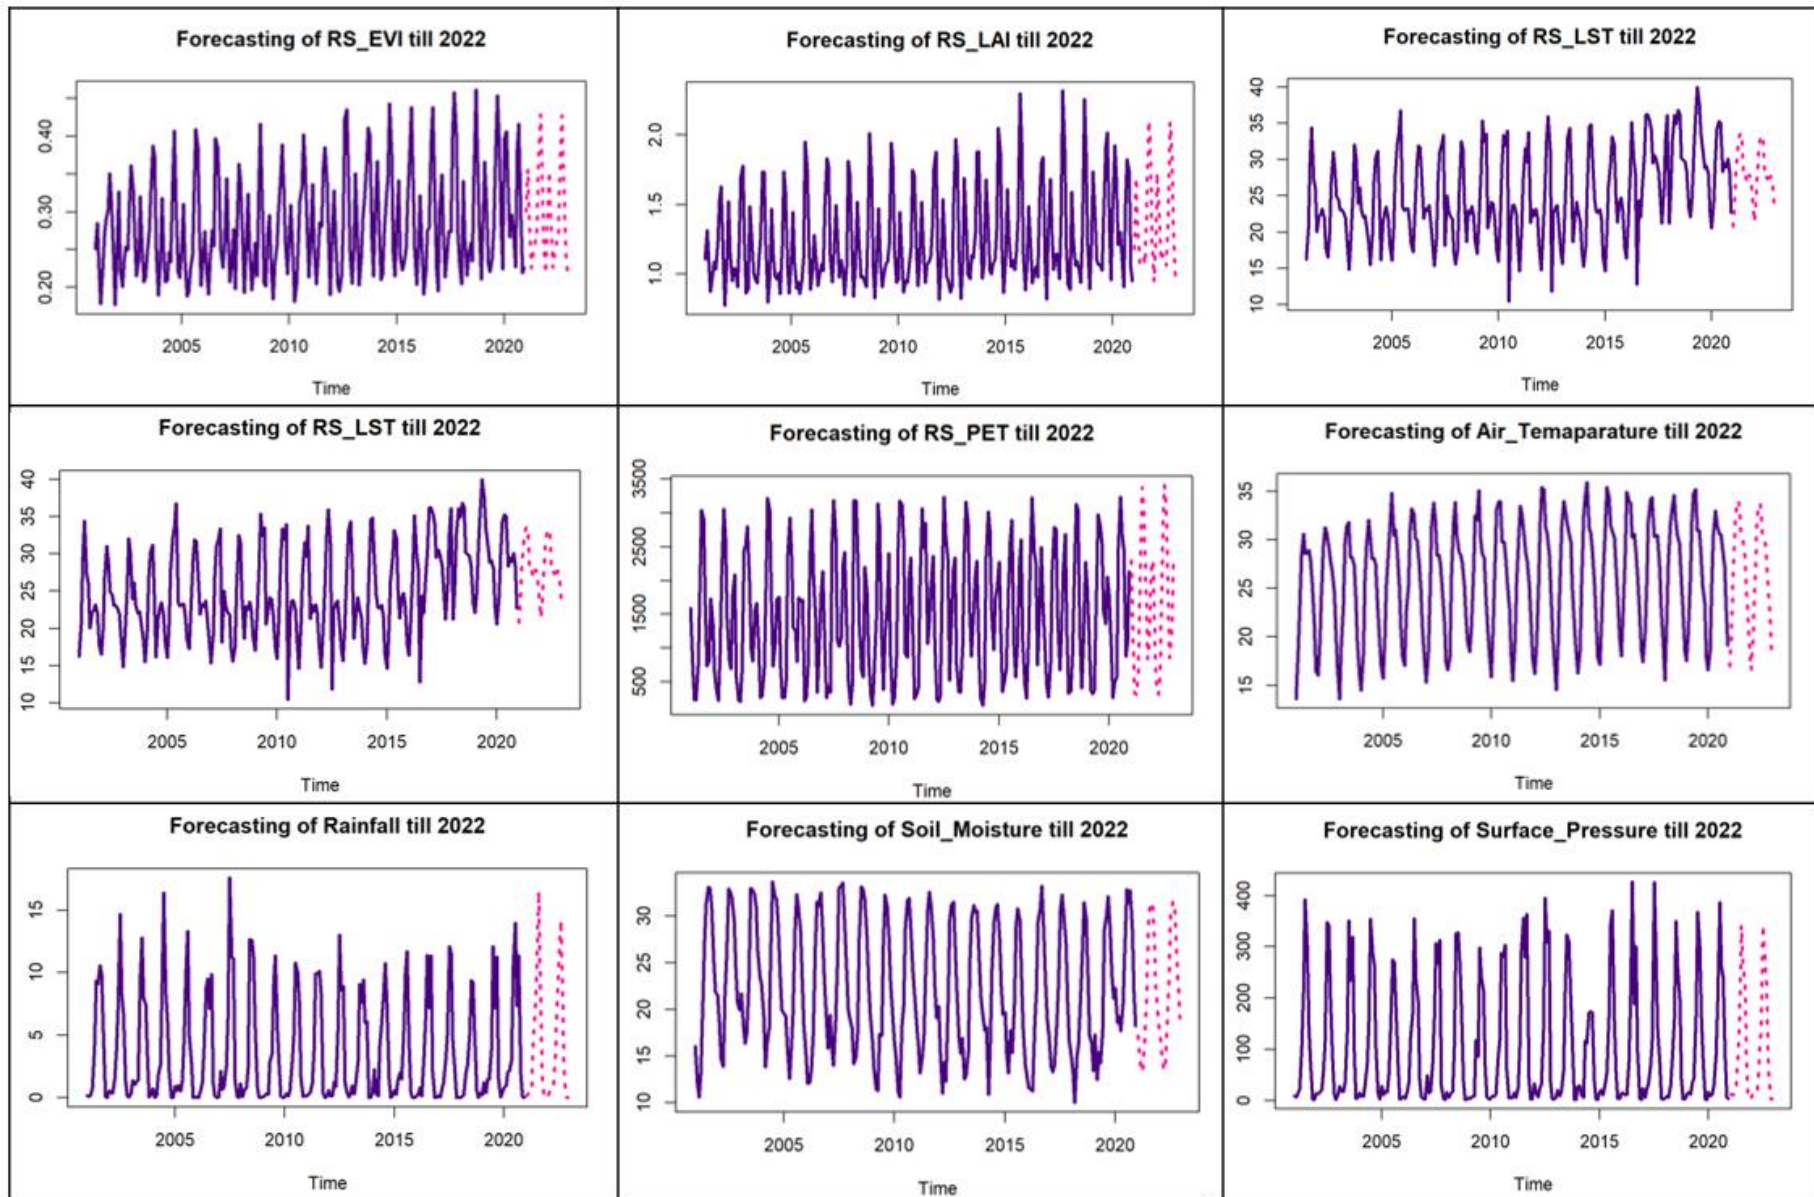 Forecasting of RS_EVI till 2022
0.20 0.30 0.40
2005 2010 2015 2020
Time
Forecasting of RS_LAI till 2022
1.0 1.5 2.0
2005 2010 2015 2020
Time
Forecasting of RS_LST till 2022
10 15 20 25 30 35 40
2005 2010 2015 2020
Time
Forecasting of RS_LST till 2022
10 15 20 25 30 35 40
2005 2010 2015 2020
Time
Forecasting of RS_PET till 2022
500 1500 2500 3500
2005 2010 2015 2020
Time
Forecasting of Air_Temaparature till 2022
15 20 25 30 35
2005 2010 2015 2020
Time
Forecasting of Rainfall till 2022
0 5 10 15
2005 2010 2015 2020
Time
Forecasting of Soil_Moisture till 2022
10 15 20 25 30
2005 2010 2015 2020
Time
Forecasting of Surface_Pressure till 2022
0 100 200 300 400
2005 2010 2015 2020
Time